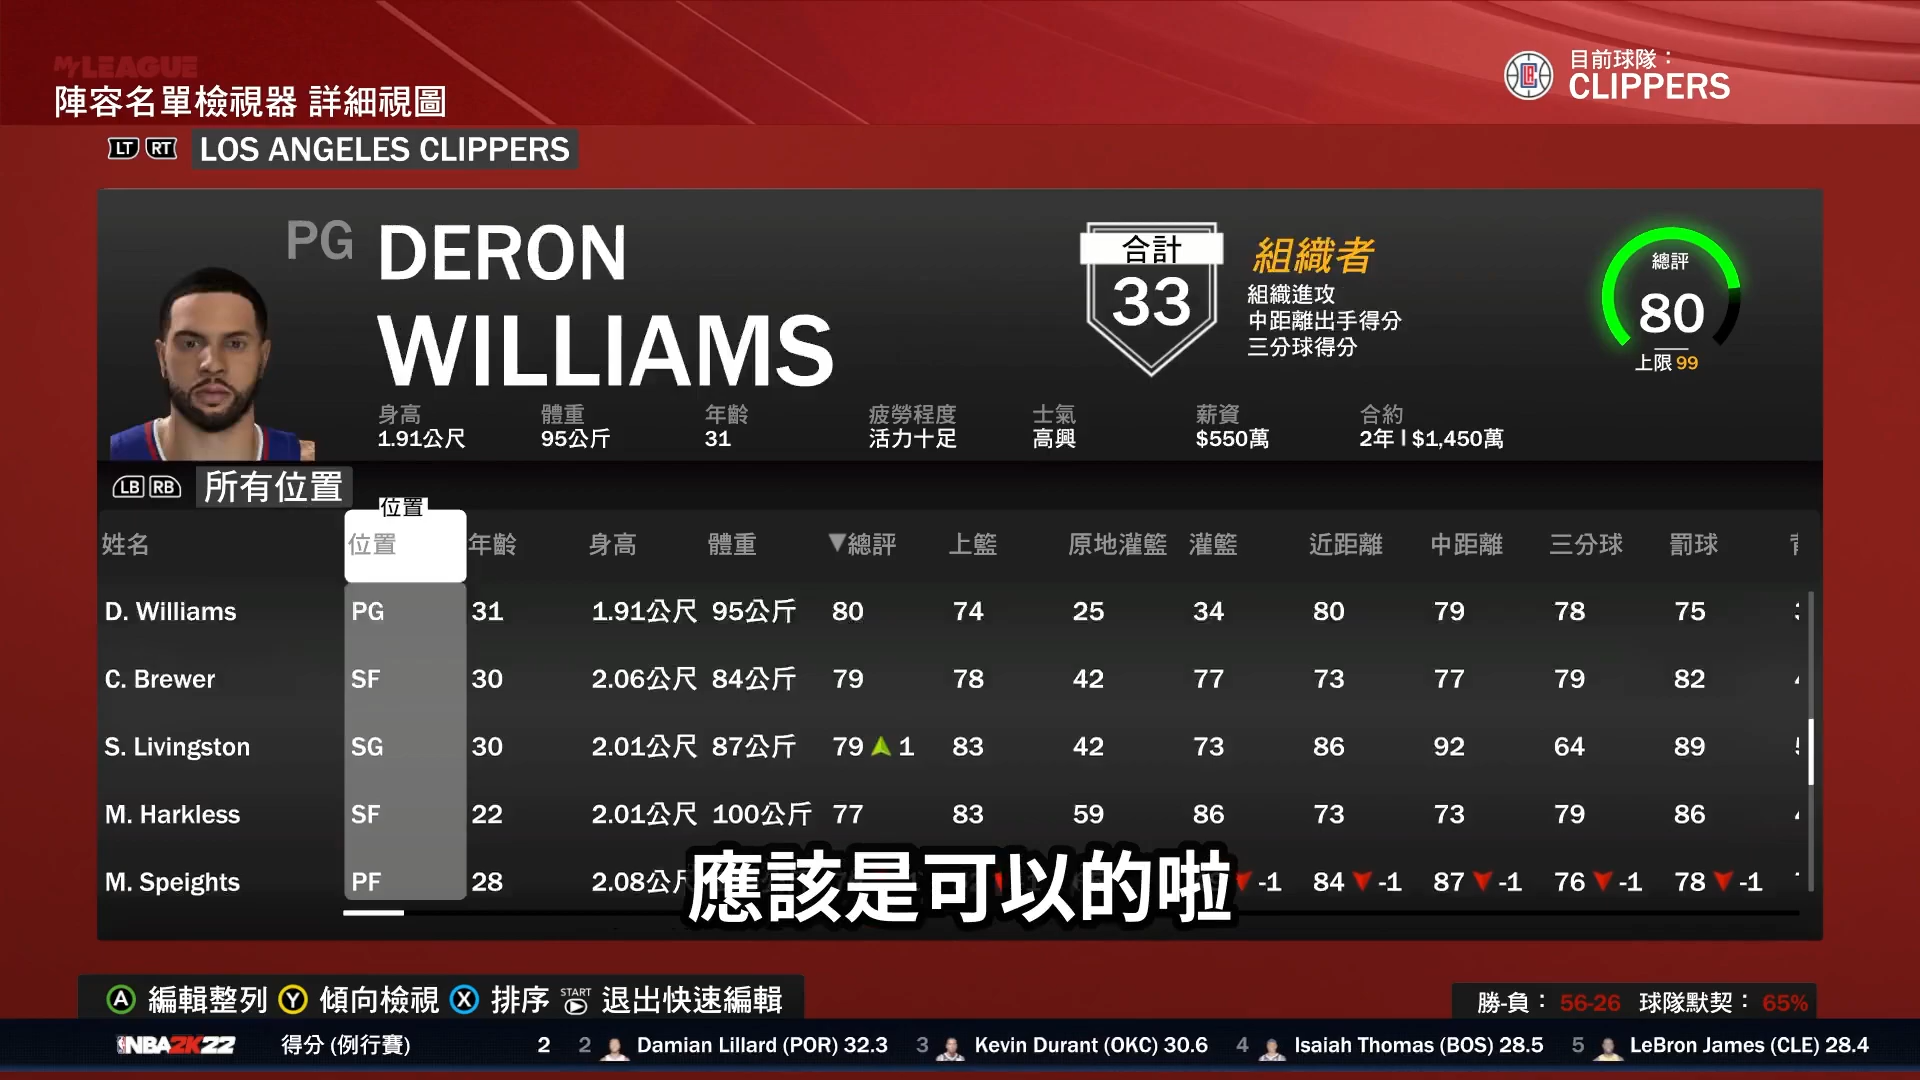 MyLEAGUE
陣容名單檢視器 詳細視圖
目前球隊：
CLIPPERS
LT RT LOS ANGELES CLIPPERS
PG DERON
WILLIAMS
合計
33
組織者
組織進攻
中距離出手得分
三分球得分
總評
80
上限 99
身高 體重 年齡 疲勞程度 士氣 薪資 合約
1.91公尺 95公斤 31 活力十足 高興 $550萬 2年 | $1,450萬
LB RB 所有位置
位置
姓名 位置 年齡 身高 體重 ▼總評 上籃 原地灌籃 灌籃 近距離 中距離 三分球 罰球
D. Williams PG 31 1.91公尺 95公斤 80 74 25 34 80 79 78 75
C. Brewer SF 30 2.06公尺 84公斤 79 78 42 77 73 77 79 82
S. Livingston SG 30 2.01公尺 87公斤 79 ▲ 1 83 42 73 86 92 64 89
M. Harkless SF 22 2.01公尺 100公斤 77 83 59 86 73 73 79 86
M. Speights PF 28 2.08公尺 ▼ -1 84 ▼ -1 87 ▼ -1 76 ▼ -1 78 ▼ -1
應該是可以的啦
A 編輯整列 Y 傾向檢視 X 排序 START 退出快速編輯
勝-負： 56-26 球隊默契： 65%
NBA 2K22 得分 (例行賽) 2 2 Damian Lillard (POR) 32.3 3 Kevin Durant (OKC) 30.6 4 Isaiah Thomas (BOS) 28.5 5 LeBron James (CLE) 28.4